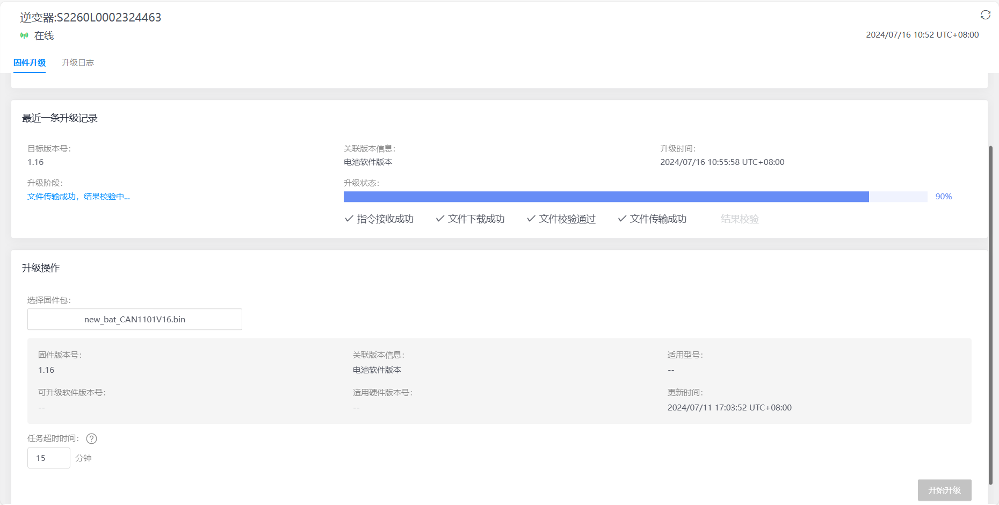 逆变器:S2260L0002324463
在线
2024/07/16 10:52 UTC+08:00
固件升级
升级日志
最近一条升级记录
目标版本号:
1.16
关联版本信息:
电池软件版本
升级时间:
2024/07/16 10:55:58 UTC+08:00
升级阶段:
文件传输成功，结果校验中...
升级状态:
90%
指令接收成功
文件下载成功
文件校验通过
文件传输成功
结果校验
升级操作
选择固件包:
new_bat_CAN1101V16.bin
固件版本号:
1.16
关联版本信息:
电池软件版本
适用型号:
--
可升级软件版本号:
--
适用硬件版本号:
--
更新时间:
2024/07/11 17:03:52 UTC+08:00
任务超时时间: ?
15 分钟
开始升级